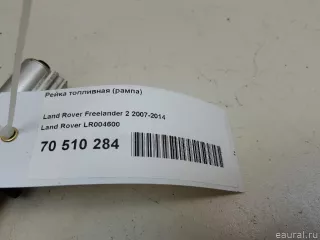 Рейка топливная (рампа)
Land Rover Freelander 2 2007-2014
Land Rover LR004600
70 510 284
eaural.ru